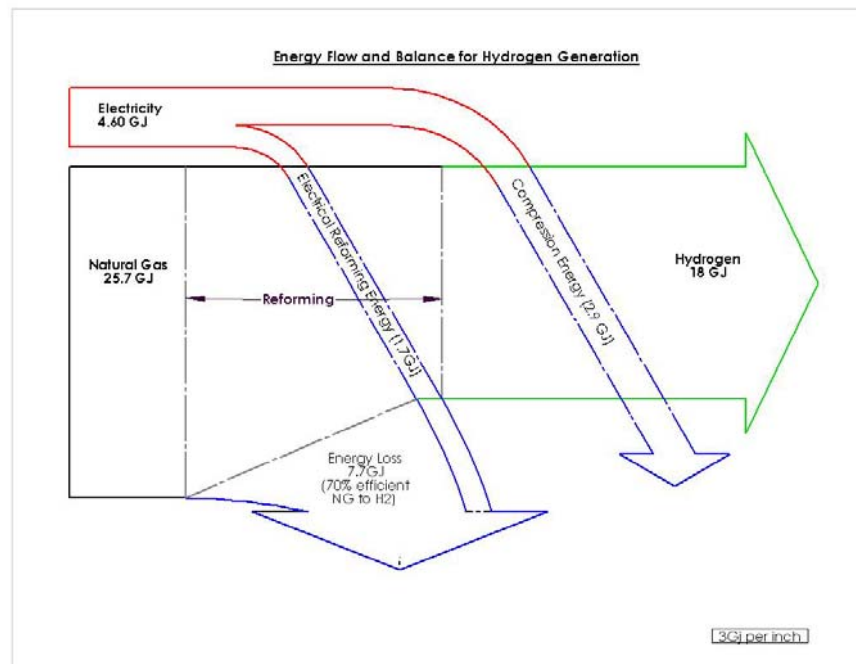 Energy Flow and Balance for Hydrogen Generation
Electricity
4.60 GJ
Natural Gas
25.7 GJ
Reforming
Electrical Reforming Energy (1.7GJ)
Compression Energy (2.9 GJ)
Hydrogen
18 GJ
Energy Loss
7.7GJ
(70% efficient
NG to H2)
3Gj per inch